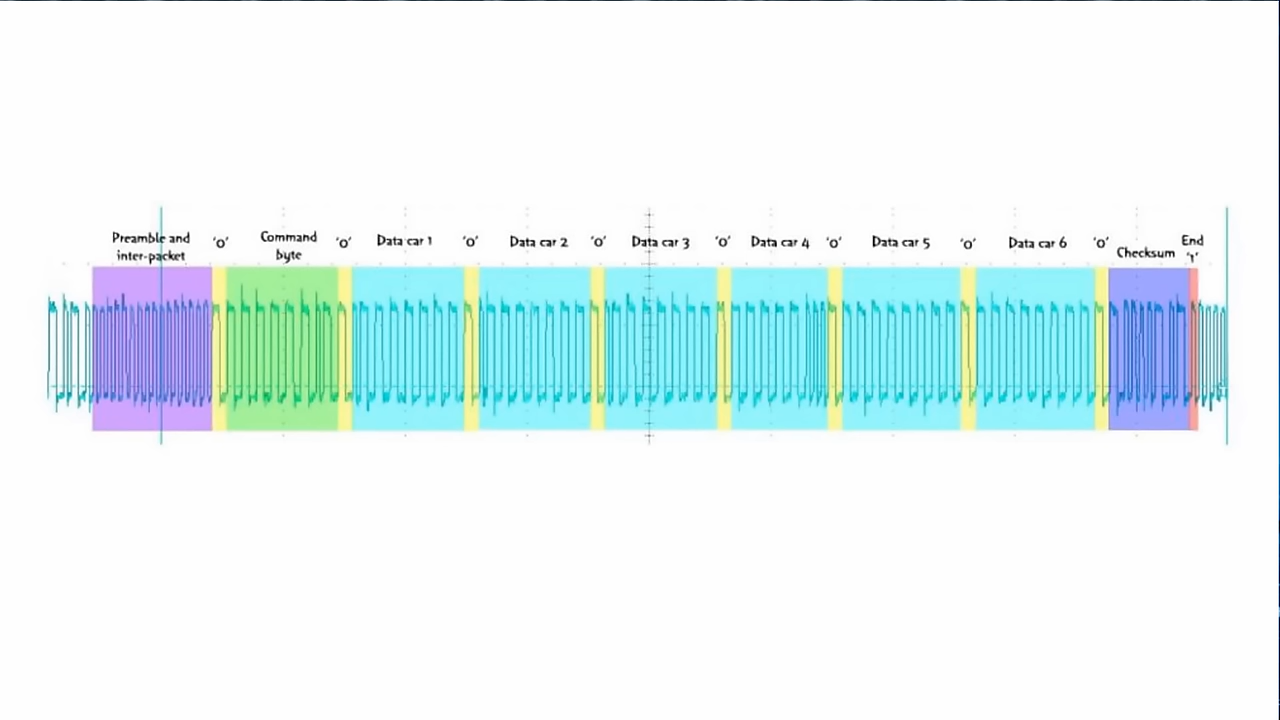 Preamble and
inter-packet
'0'
Command
byte
'0'
Data car 1
'0'
Data car 2
'0'
Data car 3
'0'
Data car 4
'0'
Data car 5
'0'
Data car 6
'0'
Checksum
End
'1'